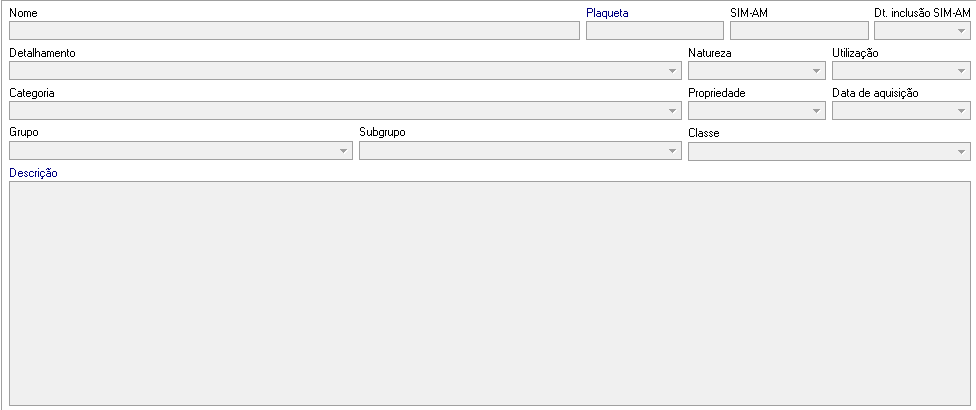 Nome Plaqueta SIM-AM Dt. inclusão SIM-AM
Detalhamento Natureza Utilização
Categoria Propriedade Data de aquisição
Grupo Subgrupo Classe
Descrição